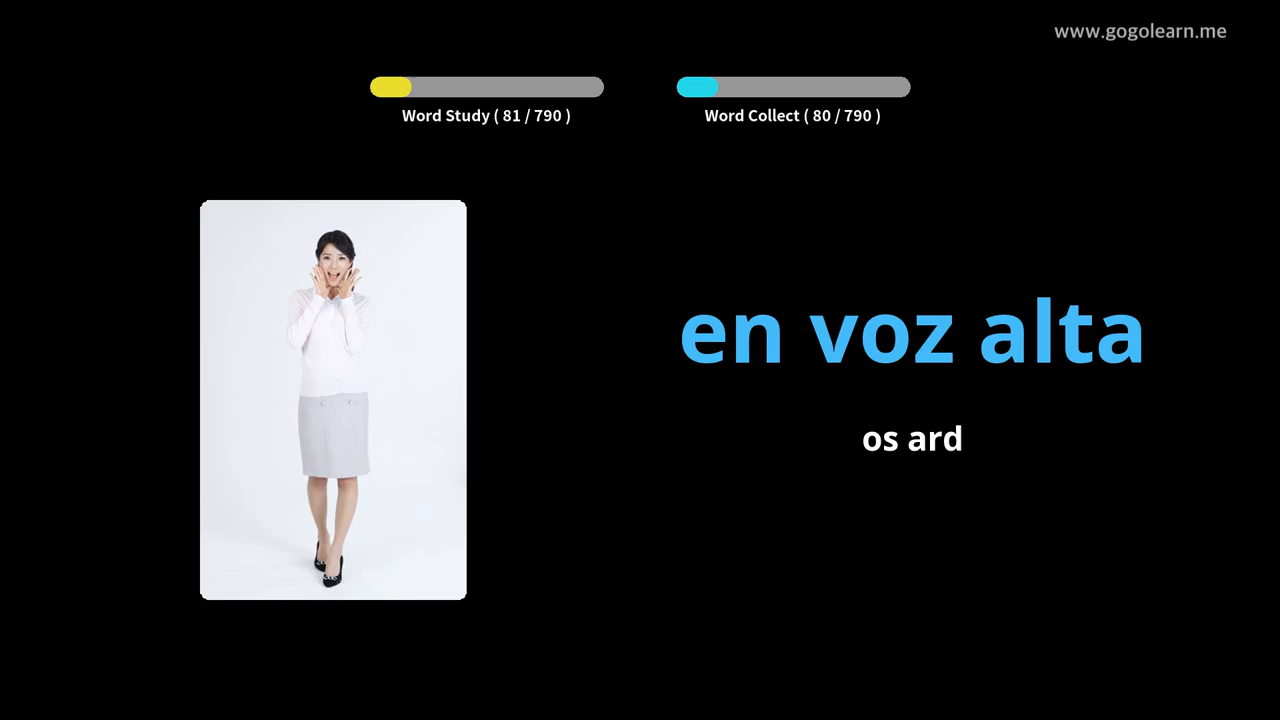 www.gogolearn.me
Word Study ( 81 / 790 )
Word Collect ( 80 / 790 )
en voz alta
os ard